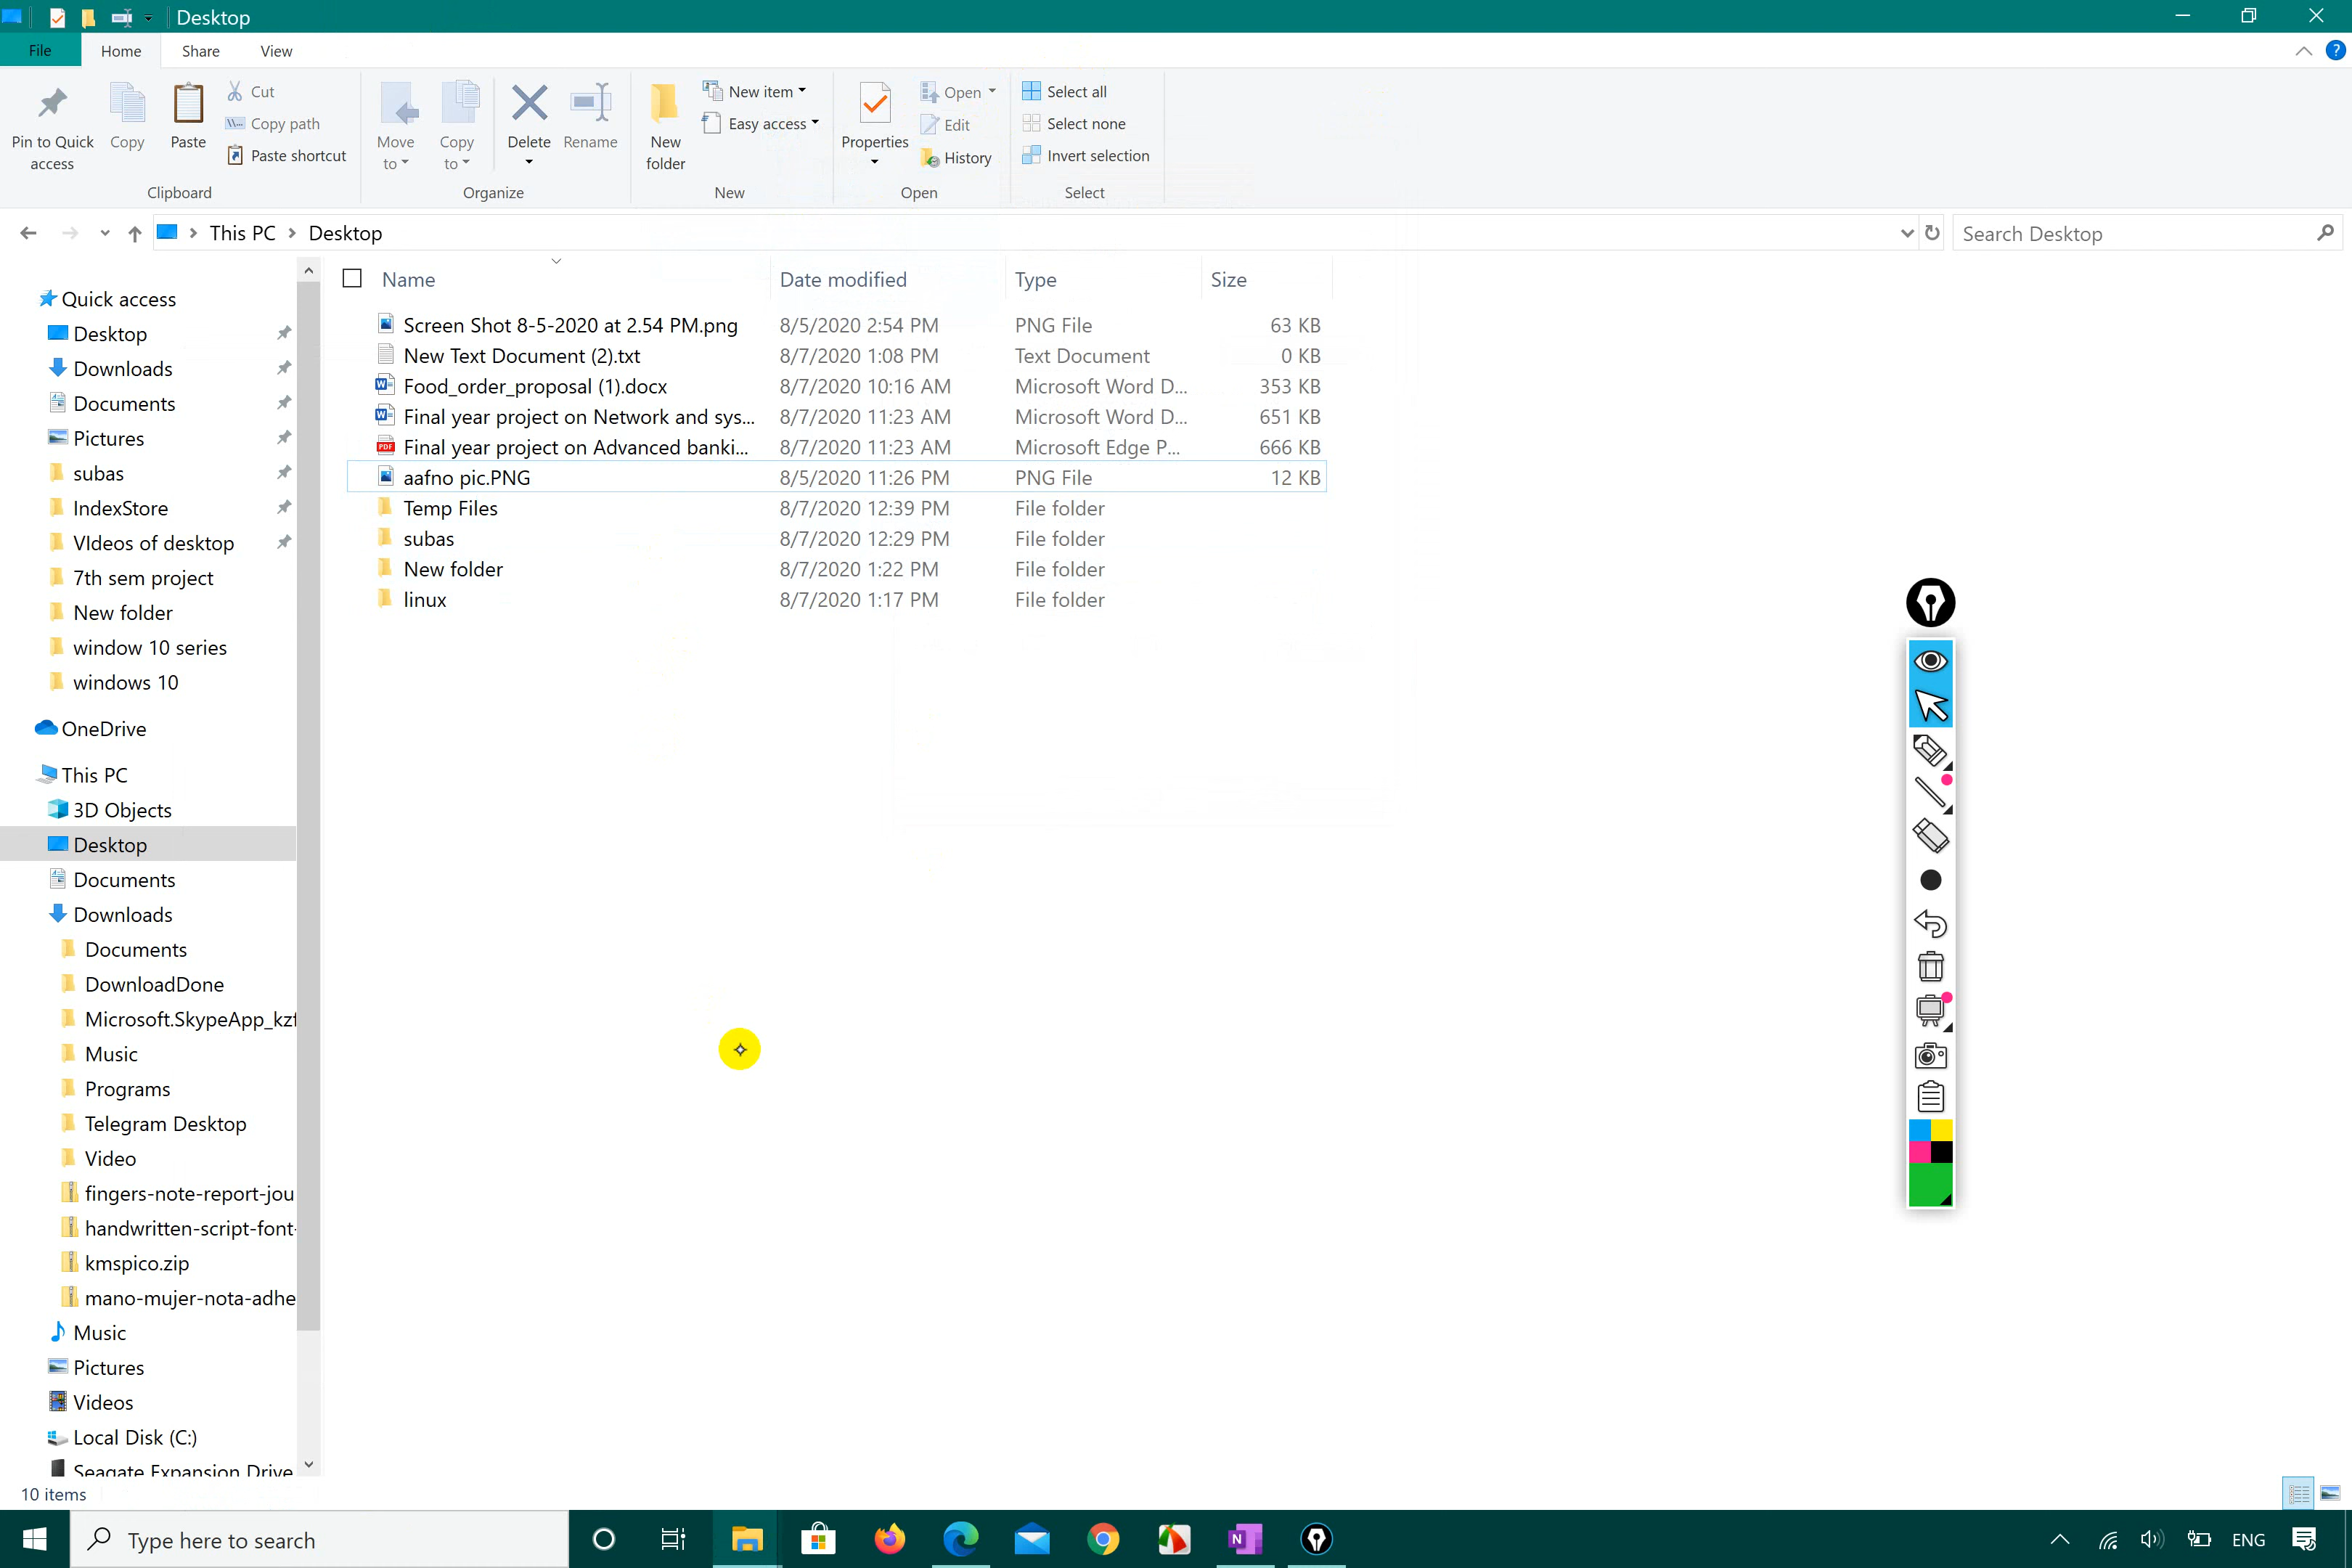 Desktop
File Home Share View
Pin to Quick access
Copy
Paste
Cut
Copy path
Paste shortcut
Clipboard
Move to
Copy to
Delete
Rename
Organize
New folder
New item
Easy access
New
Properties
Open
Edit
History
Open
Select all
Select none
Invert selection
Select
This PC Desktop
Search Desktop
Name Date modified Type Size
Screen Shot 8-5-2020 at 2.54 PM.png 8/5/2020 2:54 PM PNG File 63 KB
New Text Document (2).txt 8/7/2020 1:08 PM Text Document 0 KB
Food_order_proposal (1).docx 8/7/2020 10:16 AM Microsoft Word D... 353 KB
Final year project on Network and sys... 8/7/2020 11:23 AM Microsoft Word D... 651 KB
Final year project on Advanced banki... 8/7/2020 11:23 AM Microsoft Edge P... 666 KB
aafno pic.PNG 8/5/2020 11:26 PM PNG File 12 KB
Temp Files 8/7/2020 12:39 PM File folder
subas 8/7/2020 12:29 PM File folder
New folder 8/7/2020 1:22 PM File folder
linux 8/7/2020 1:17 PM File folder
Quick access
Desktop
Downloads
Documents
Pictures
subas
IndexStore
VIdeos of desktop
7th sem project
New folder
window 10 series
windows 10
OneDrive
This PC
3D Objects
Desktop
Documents
Downloads
Documents
DownloadDone
Microsoft.SkypeApp_kzf
Music
Programs
Telegram Desktop
Video
fingers-note-report-jou
handwritten-script-font-
kmspico.zip
mano-mujer-nota-adhe
Music
Pictures
Videos
Local Disk (C:)
Seagate Expansion Drive
10 items
Type here to search
ENG